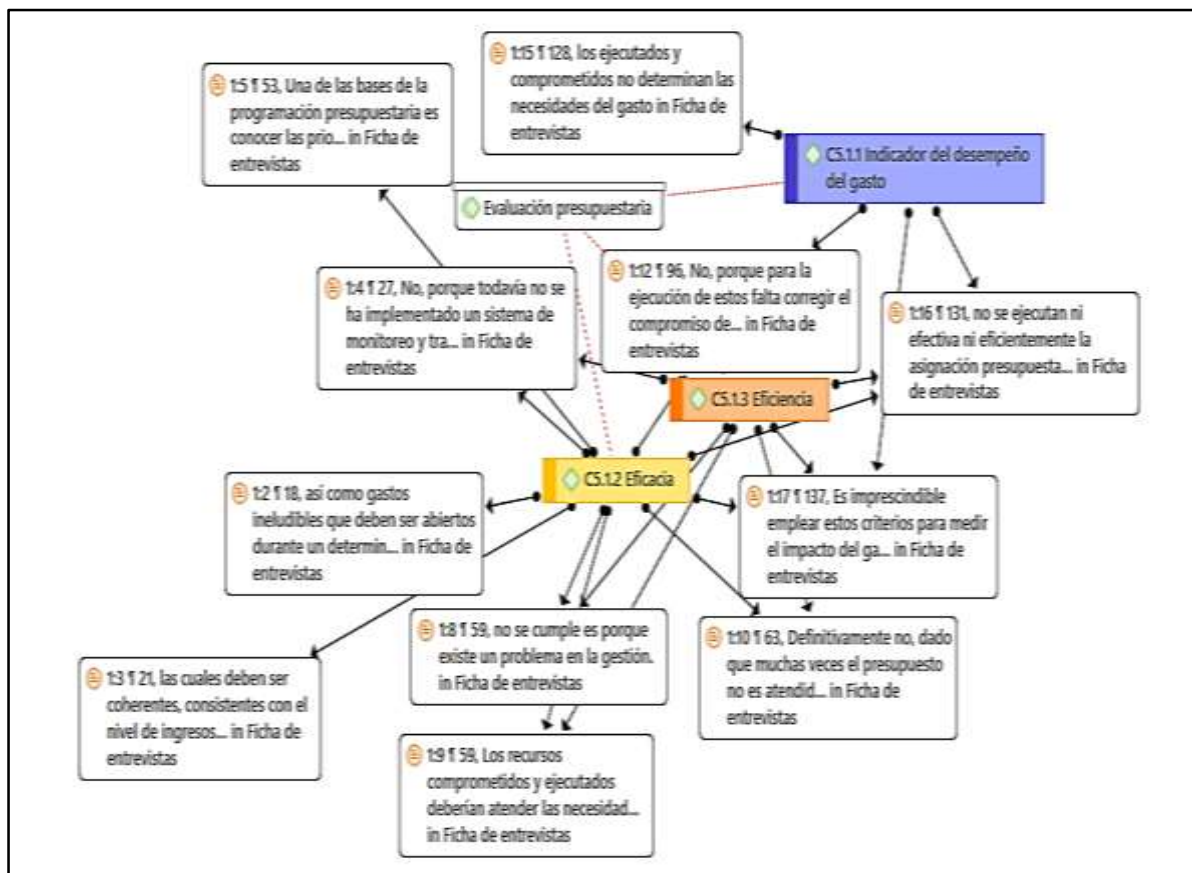 1:15 ¶ 128, los ejecutados y
comprometidos no determinan las
necesidades del gasto in Ficha de
entrevistas
1:5 ¶ 53, Una de las bases de la
programación presupuestaria es
conocer las prio... in Ficha de
entrevistas
C5.1.1 Indicador del desempeño
del gasto
Evaluación presupuestaria
1:12 ¶ 96, No, porque para la
ejecución de estos falta corregir el
compromiso de... in Ficha de
entrevistas
1:4 ¶ 27, No, porque todavía no se
ha implementado un sistema de
monitoreo y tra... in Ficha de
entrevistas
1:16 ¶ 131, no se ejecutan ni
efectiva ni eficientemente la
asignación presupuesta... in Ficha
de entrevistas
C5.1.3 Eficiencia
C5.1.2 Eficacia
1:2 ¶ 18, así como gastos
ineludibles que deben ser abiertos
durante un determin... in Ficha de
entrevistas
1:17 ¶ 137, Es imprescindible
emplear estos criterios para medir
el impacto del ga... in Ficha de
entrevistas
1:8 ¶ 59, no se cumple es porque
existe un problema en la gestión.
in Ficha de entrevistas
1:10 ¶ 63, Definitivamente no, dado
que muchas veces el presupuesto
no es atendid... in Ficha de
entrevistas
1:3 ¶ 21, las cuales deben ser
coherentes, consistentes con el
nivel de ingresos... in Ficha de
entrevistas
1:9 ¶ 59, Los recursos
comprometidos y ejecutados
deberían atender las necesidad...
in Ficha de entrevistas